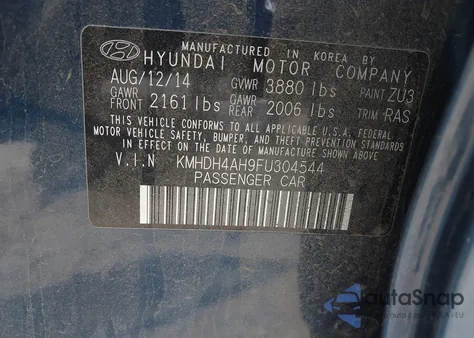 MANUFACTURED IN KOREA BY
HYUNDAI MOTOR COMPANY
AUG/12/14 GVWR 3880 lbs PAINT ZU3
GAWR FRONT 2161 lbs GAWR REAR 2006 lbs TRIM RAS
THIS VEHICLE CONFORMS TO ALL APPLICABLE U.S.A. FEDERAL
MOTOR VEHICLE SAFETY, BUMPER, AND THEFT PREVENTION STANDARDS
IN EFFECT ON THE DATE OF MANUFACTURE SHOWN ABOVE.
V.I.N KMHDH4AH9FU304544
PASSENGER CAR
autaSnap